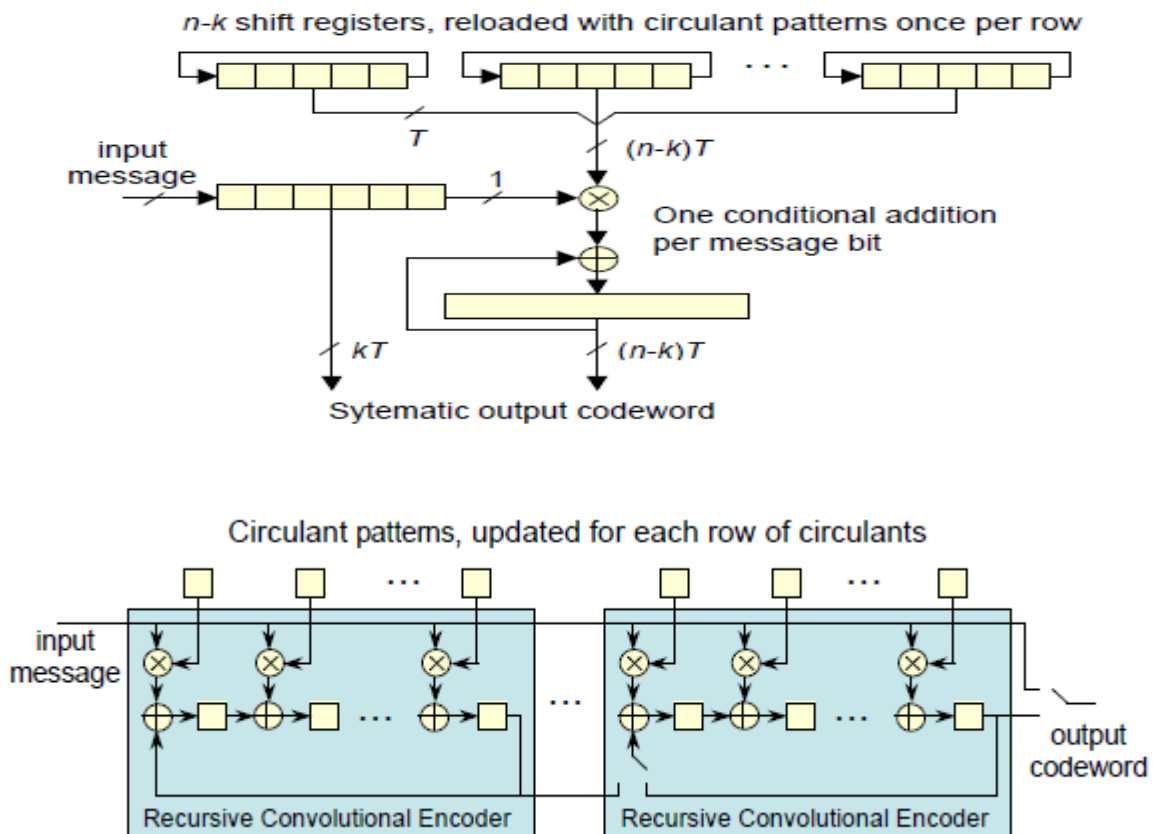 n-k shift registers, reloaded with circulant patterns once per row
...
T
(n-k)T
input
message
1
One conditional addition
per message bit
kT
(n-k)T
Sytematic output codeword
Circulant patterns, updated for each row of circulants
... ...
input
message
...
... ...
output
codeword
Recursive Convolutional Encoder
Recursive Convolutional Encoder